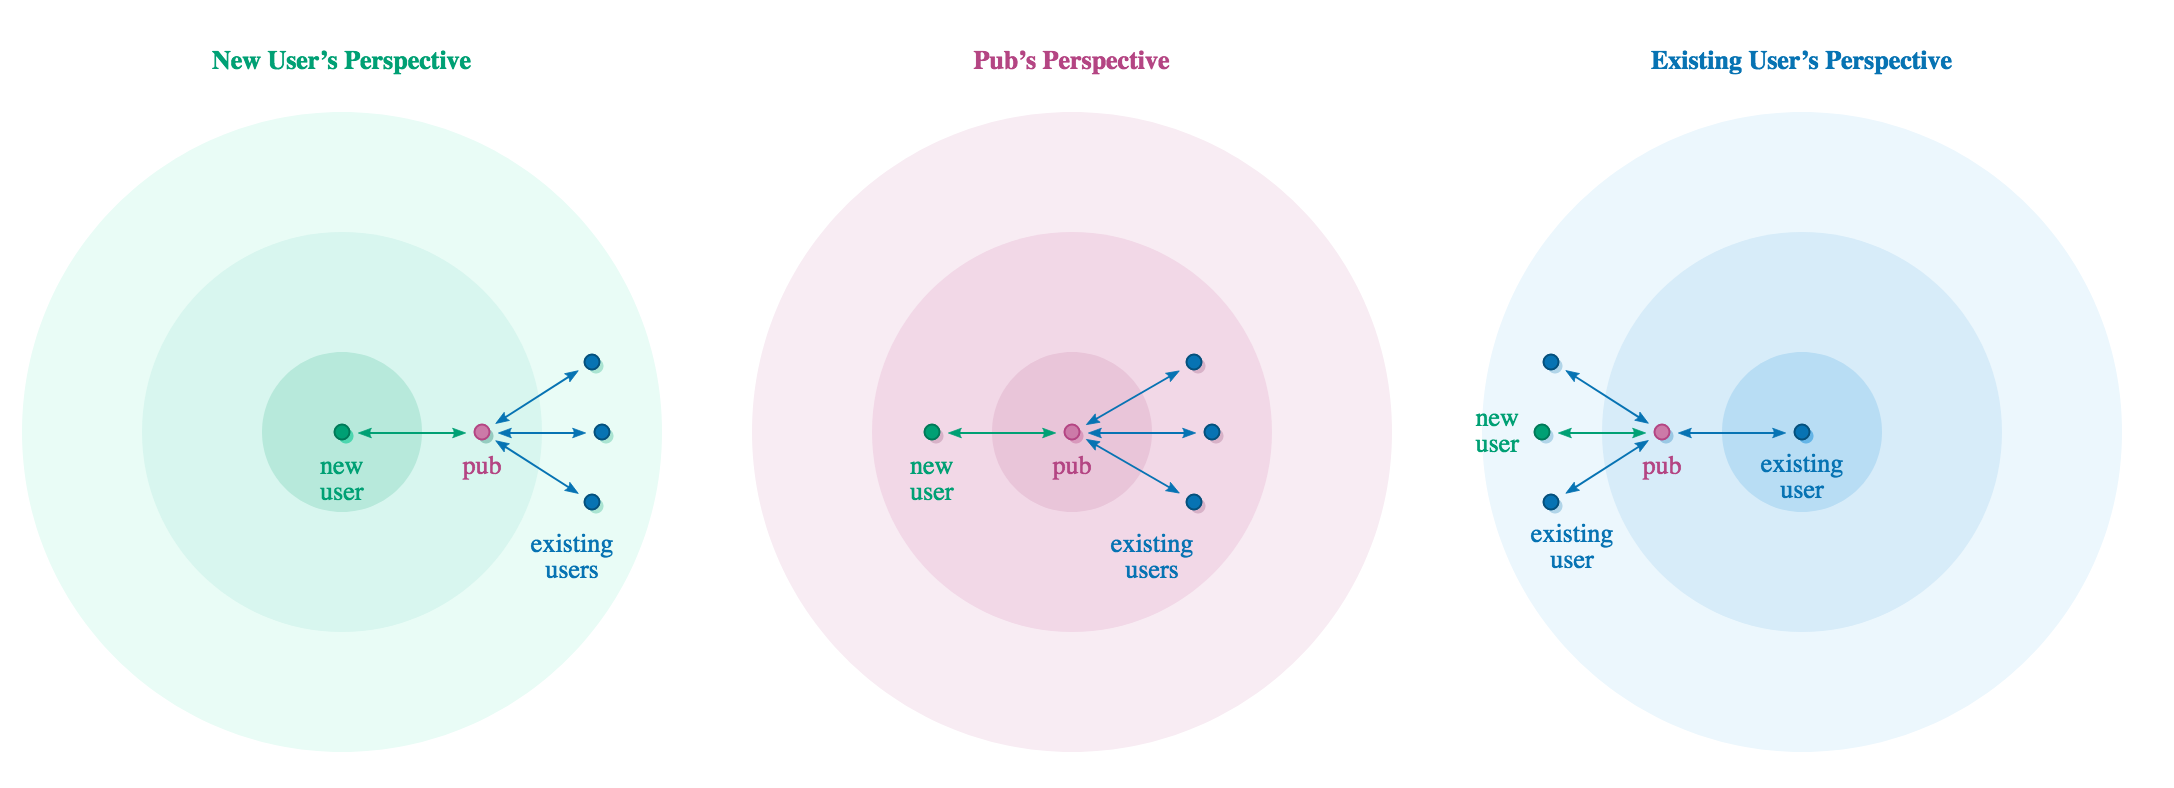 New User’s Perspective
new
user
pub
existing
users
Pub’s Perspective
new
user
pub
existing
users
Existing User’s Perspective
new
user
pub
existing
user
existing
user